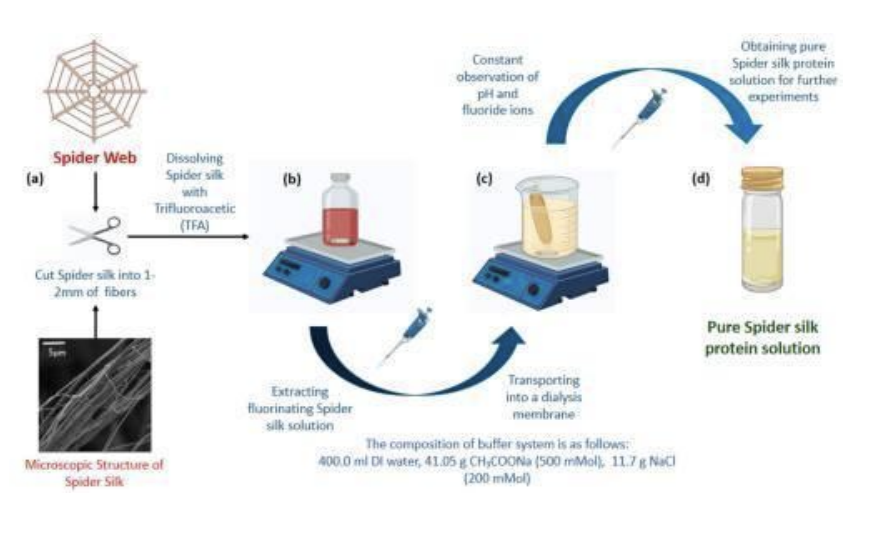 Spider Web
(a)
Cut Spider silk into 1-
2mm of fibers
5μm
Microscopic Structure of
Spider Silk
Dissolving
Spider silk
with
Trifluoroacetic
(TFA)
(b)
Extracting
fluorinating Spider
silk solution
Transporting
into a dialysis
membrane
(c)
Constant
observation of
pH and
fluoride ions
Obtaining pure
Spider silk protein
solution for further
experiments
(d)
Pure Spider silk
protein solution
The composition of buffer system is as follows:
400.0 ml DI water, 41.05 g CH₃COONa (500 mMol), 11.7 g NaCl
(200 mMol)